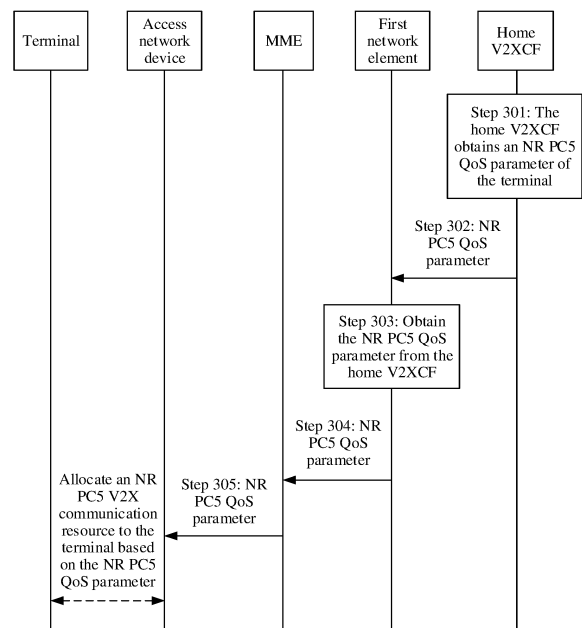 Terminal
Access
network
device
MME
First
network
element
Home
V2XCF
Step 301: The
home V2XCF
obtains an NR PC5
QoS parameter of
the terminal
Step 302: NR
PC5 QoS
parameter
Step 303: Obtain
the NR PC5 QoS
parameter from the
home V2XCF
Step 304: NR
PC5 QoS
parameter
Step 305: NR
PC5 QoS
parameter
Allocate an NR
PC5 V2X
communication
resource to the
terminal based
on the NR PC5
QoS parameter